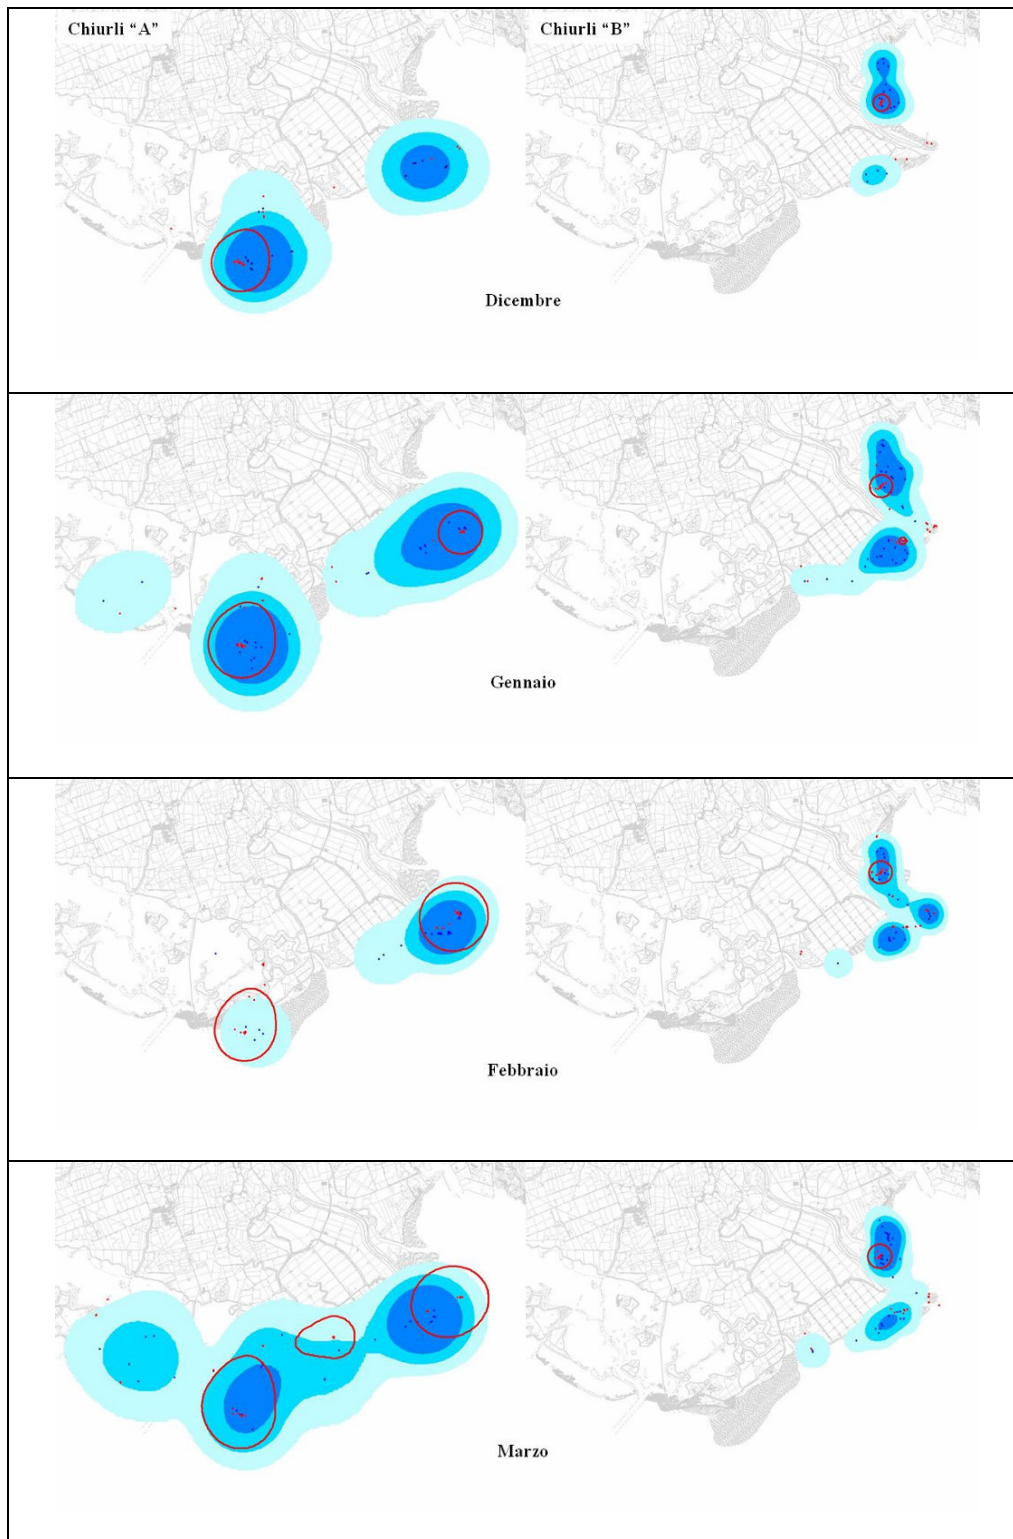 Chiurli “A”
Chiurli “B”
Dicembre
Gennaio
Febbraio
Marzo